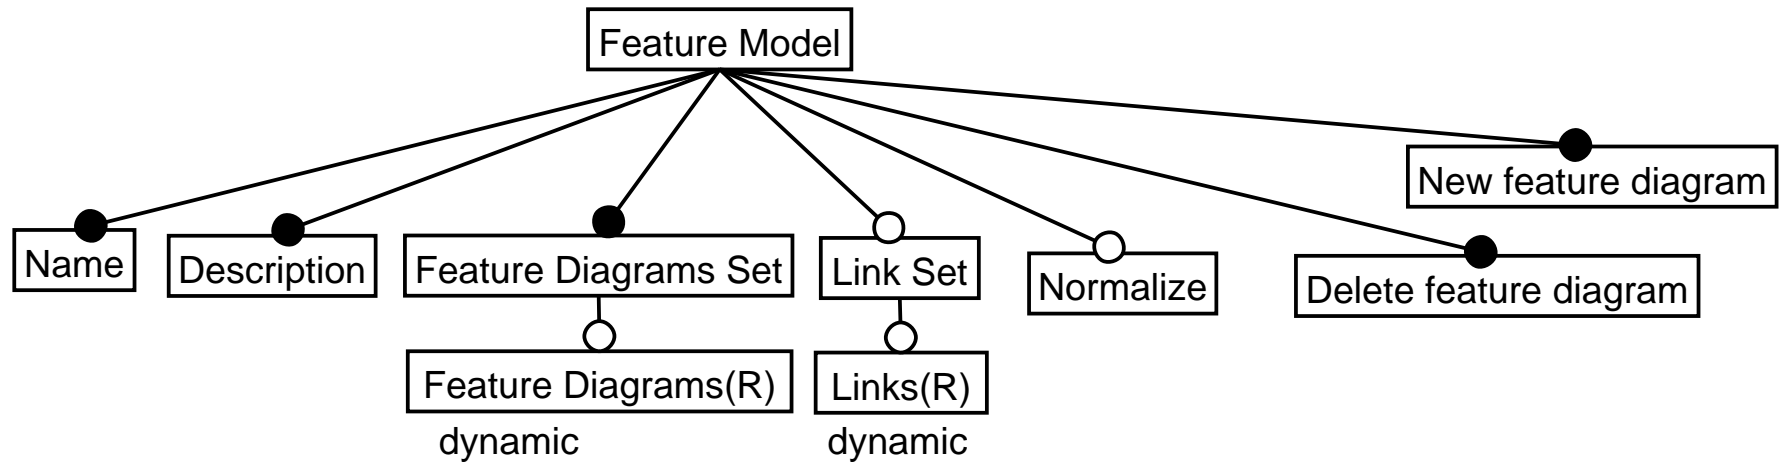 Feature Model
New feature diagram
Name
Description
Feature Diagrams Set
Link Set
Normalize
Delete feature diagram
Feature Diagrams(R)
Links(R)
dynamic
dynamic